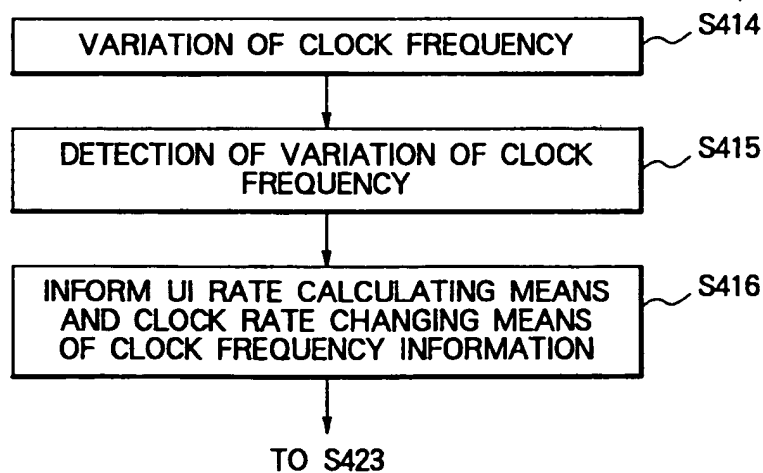 VARIATION OF CLOCK FREQUENCY
S414
DETECTION OF VARIATION OF CLOCK
FREQUENCY
S415
INFORM UI RATE CALCULATING MEANS
AND CLOCK RATE CHANGING MEANS
OF CLOCK FREQUENCY INFORMATION
S416
TO S423